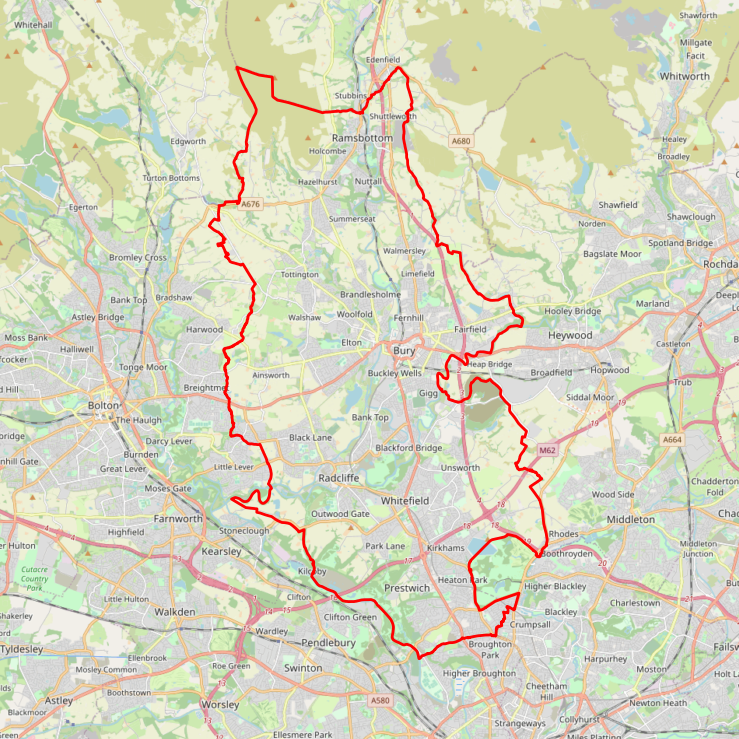 Whitehall
Shawforth
Edenfield
Millgate
Facit
Whitworth
Stubbins
Shuttleworth
Edgworth
Ramsbottom
A680
Healey
Broadley
Holcombe
Turton Bottoms
Hazelhurst
Nuttall
Egerton
A676
Shawfield
Shawclough
Summerseat
Norden
Spotland Bridge
Bromley Cross
Walmersley
Bagslate Moor
Rochda
Tottington
Limefield
Bank Top
Bradshaw
Brandlesholme
Marland
Astley Bridge
Walshaw
Woolfold
Fernhill
Hooley Bridge
Moss Bank
Harwood
Fairfield
Heywood
Castleton
Halliwell
Elton
Bury
cocker
Tonge Moor
Heap Bridge
Hopwood
Ainsworth
Buckley Wells
Broadfield
Trub
Breightme
Gigg
Siddal Moor
19
Bolton
The Haulgh
Bank Top
A664
Darcy Lever
Black Lane
Blackford Bridge
M62
Burnden
Great Lever
Little Lever
Unsworth
Chadderton
Fold
Moses Gate
Radcliffe
Wood Side
Farnworth
Whitefield
Middleton
Highfield
Stoneclough
Outwood Gate
Rhodes
Middleton
Junction
Kearsley
Park Lane
Kirkhams
Boothroyden
Cutacre
Country
Park
Heaton Park
Higher Blackley
Little Hulton
Clifton
Prestwich
Charlestown
Walkden
Clifton Green
Blackley
Crumpsall
Wardley
Pendlebury
Broughton
Park
Moston
Tyldesley
Ellenbrook
Roe Green
Swinton
Harpurhey
Mosley Common
Boothstown
Higher Broughton
Cheetham
Hill
Newton Heath
Astley
Worsley
A580
Blackmoor
Collyhurst
Strangeways
Ellesmere Park
Miles Platting